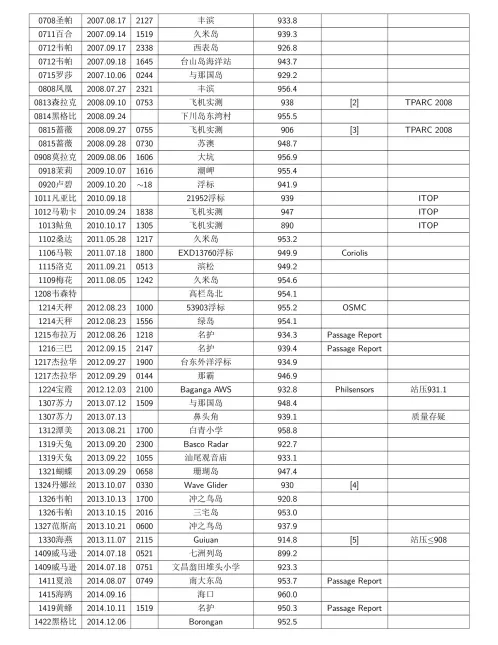 0708圣帕 2007.08.17 2127 丰滨 933.8
0711百合 2007.09.14 1519 久米岛 939.3
0712韦帕 2007.09.17 2338 西表岛 926.8
0712韦帕 2007.09.18 1645 台山岛海洋站 943.7
0715罗莎 2007.10.06 0244 与那国岛 929.2
0808凤凰 2008.07.27 2321 丰滨 956.4
0813森拉克 2008.09.10 0753 飞机实测 938 [2] TPARC 2008
0814黑格比 2008.09.24 下川岛东湾村 955.5
0815蔷薇 2008.09.27 0755 飞机实测 906 [3] TPARC 2008
0815蔷薇 2008.09.28 0730 苏澳 948.7
0908莫拉克 2009.08.06 1606 大坑 956.9
0918茉莉 2009.10.07 1616 潮岬 955.4
0920卢碧 2009.10.20 ∼18 浮标 941.9
1011凡亚比 2010.09.18 21952浮标 939 ITOP
1012马勒卡 2010.09.24 1838 飞机实测 947 ITOP
1013鲇鱼 2010.10.17 1305 飞机实测 890 ITOP
1102桑达 2011.05.28 1217 久米岛 953.2
1106马鞍 2011.07.18 1800 EXD13760浮标 949.9 Coriolis
1115洛克 2011.09.21 0513 滨松 949.2
1109梅花 2011.08.05 1242 久米岛 954.6
1208韦森特 高栏岛北 954.1
1214天秤 2012.08.23 1000 53903浮标 955.2 OSMC
1214天秤 2012.08.23 1556 绿岛 954.1
1215布拉万 2012.08.26 1218 名护 934.3 Passage Report
1216三巴 2012.09.15 2147 名护 939.4 Passage Report
1217杰拉华 2012.09.27 1900 台东外洋浮标 934.9
1217杰拉华 2012.09.29 0144 那霸 946.9
1224宝霞 2012.12.03 2100 Baganga AWS 932.8 Philsensors 站压931.1
1307苏力 2013.07.12 1509 与那国岛 948.4
1307苏力 2013.07.13 鼻头角 939.1 质量存疑
1312潭美 2013.08.21 1700 白青小学 958.8
1319天兔 2013.09.20 2300 Basco Radar 922.7
1319天兔 2013.09.22 1055 汕尾观音庙 933.1
1321蝴蝶 2013.09.29 0658 珊瑚岛 947.4
1324丹娜丝 2013.10.07 0330 Wave Glider 930 [4]
1326韦帕 2013.10.13 1700 冲之鸟岛 920.8
1326韦帕 2013.10.15 2016 三宅岛 953.0
1327范斯高 2013.10.21 0600 冲之鸟岛 937.9
1330海燕 2013.11.07 2115 Guiuan 914.8 [5] 站压≤908
1409威马逊 2014.07.18 0521 七洲列岛 899.2
1409威马逊 2014.07.18 0751 文昌翁田堆头小学 923.3
1411夏浪 2014.08.07 0749 南大东岛 953.7 Passage Report
1415海鸥 2014.09.16 海口 960.0
1419黄蜂 2014.10.11 1519 名护 950.3 Passage Report
1422黑格比 2014.12.06 Borongan 952.5